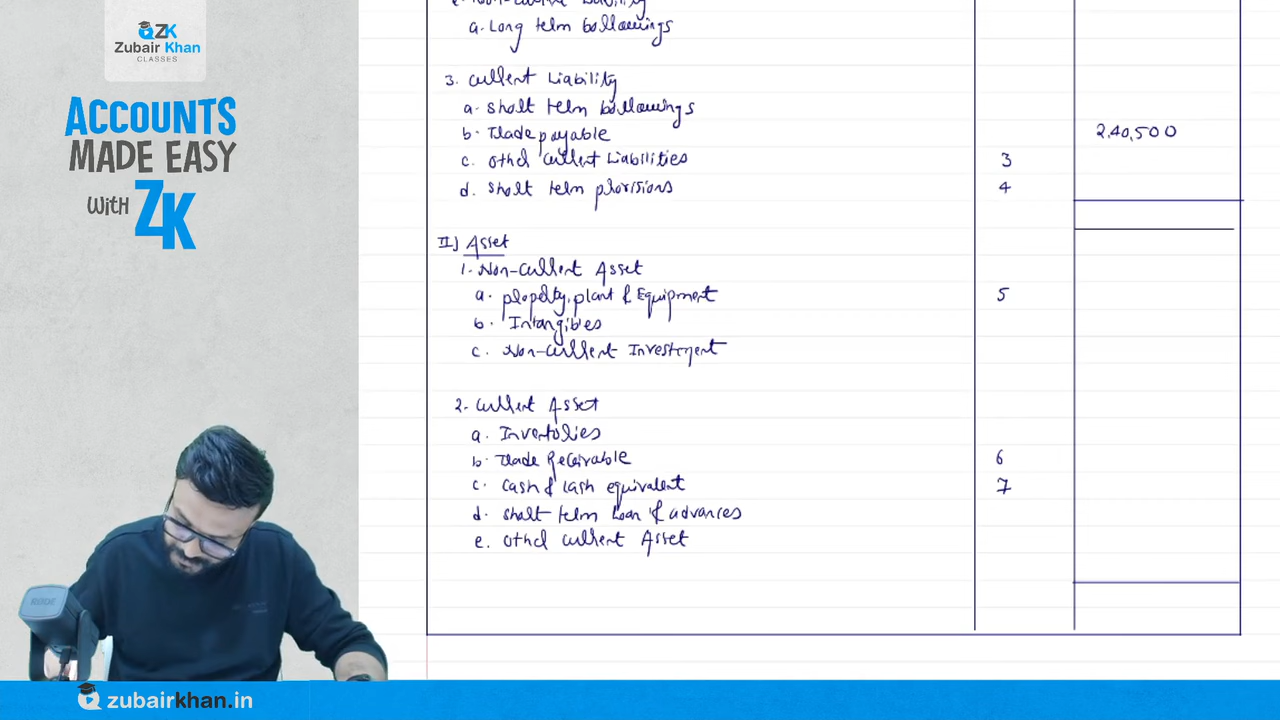 ZK
Zubair Khan
CLASSES
ACCOUNTS
MADE EASY
WITH ZK
a. Long term borrowings
3. Current Liability
a. Short term borrowings
b. Trade payable 2,40,500
c. Other current Liabilities 3
d. Short term provisions 4
II) Asset
1. Non-current Asset
a. Property, plant & Equipment 5
b. Intangibles
c. Non-current Investment
2. Current Asset
a. Inventories
b. Trade Receivable 6
c. Cash & Cash equivalent 7
d. Short term Loan & advances
e. Other current Asset
RODE
zubairkhan.in